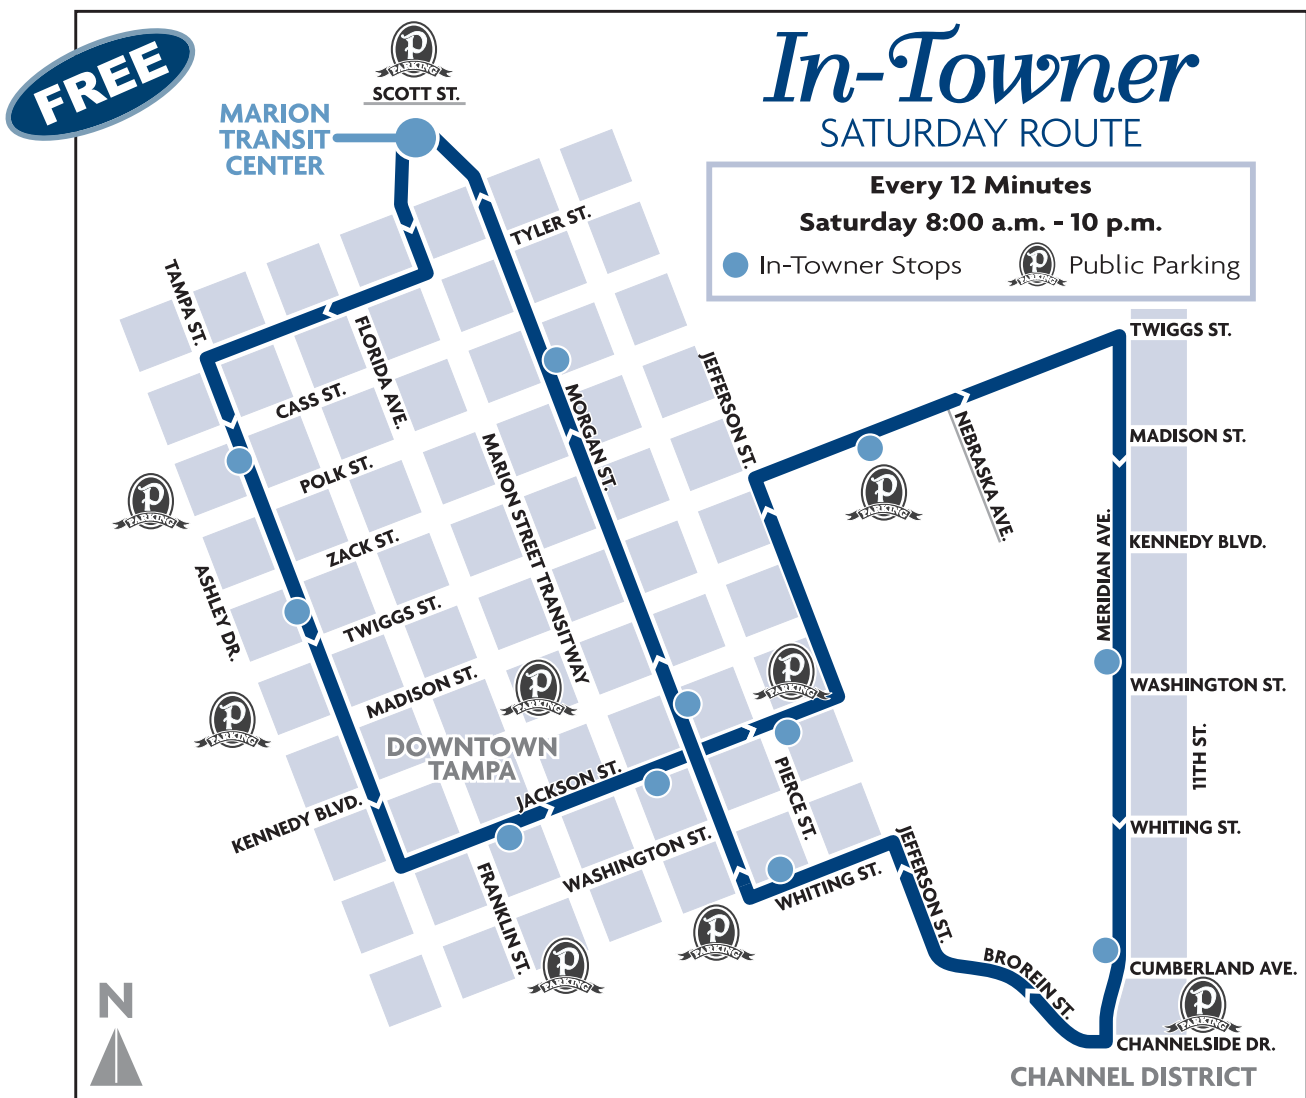 FREE
P
PARKING
SCOTT ST.
MARION
TRANSIT
CENTER
In-Towner
SATURDAY ROUTE
Every 12 Minutes
Saturday 8:00 a.m. - 10 p.m.
In-Towner Stops
P
PARKING
Public Parking
TYLER ST.
TAMPA ST.
FLORIDA AVE.
CASS ST.
MORGAN ST.
JEFFERSON ST.
TWIGGS ST.
MADISON ST.
NEBRASKA AVE.
POLK ST.
MARION STREET TRANSITWAY
P
PARKING
P
PARKING
ZACK ST.
KENNEDY BLVD.
MERIDIAN AVE.
ASHLEY DR.
TWIGGS ST.
MADISON ST.
P
PARKING
P
PARKING
P
PARKING
WASHINGTON ST.
11TH ST.
DOWNTOWN
TAMPA
JACKSON ST.
PIERCE ST.
KENNEDY BLVD.
WASHINGTON ST.
WHITING ST.
WHITING ST.
JEFFERSON ST.
FRANKLIN ST.
P
PARKING
P
PARKING
BROREIN ST.
CUMBERLAND AVE.
P
PARKING
CHANNELSIDE DR.
CHANNEL DISTRICT
N